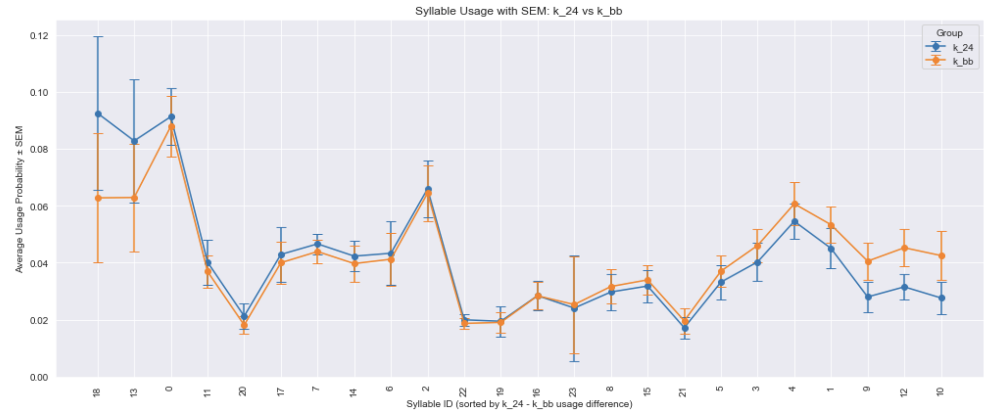 Syllable Usage with SEM: k_24 vs k_bb
Group
k_24
k_bb
Average Usage Probability ± SEM
0.12
0.10
0.08
0.06
0.04
0.02
0.00
18 13 0 11 20 17 7 14 6 2 22 19 16 23 8 15 21 5 3 4 1 9 12 10
Syllable ID (sorted by k_24 - k_bb usage difference)